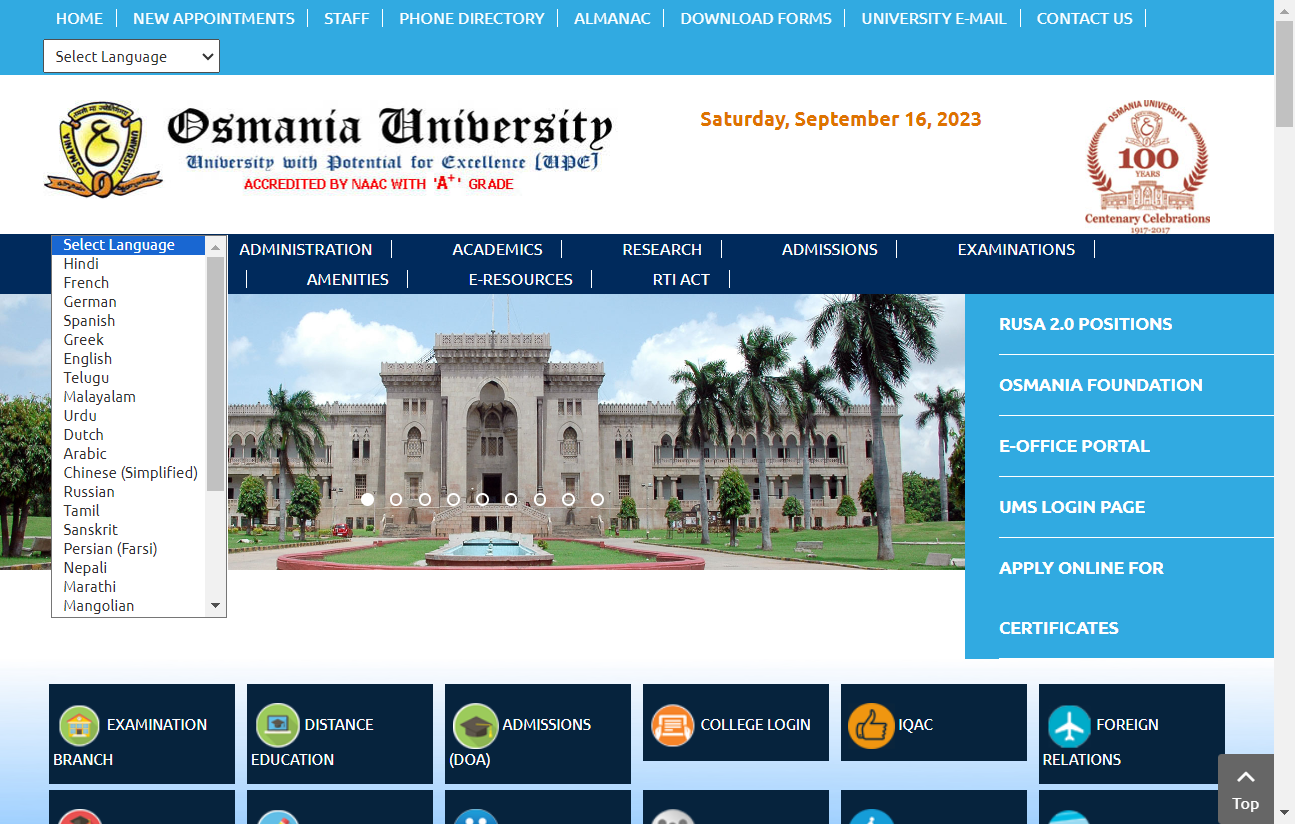 HOME NEW APPOINTMENTS STAFF PHONE DIRECTORY ALMANAC DOWNLOAD FORMS UNIVERSITY E-MAIL CONTACT US
Select Language
Osmania University
University with Potential for Excellence [UPE]
ACCREDITED BY NAAC WITH 'A+' GRADE
Saturday, September 16, 2023
OSMANIA UNIVERSITY
100
YEARS
Centenary Celebrations
1917-2017
OSMANIA UNIVERSITY
ADMINISTRATION ACADEMICS RESEARCH ADMISSIONS EXAMINATIONS
AMENITIES E-RESOURCES RTI ACT
Select Language
Hindi
French
German
Spanish
Greek
English
Telugu
Malayalam
Urdu
Dutch
Arabic
Chinese (Simplified)
Russian
Tamil
Sanskrit
Persian (Farsi)
Nepali
Marathi
Mangolian
RUSA 2.0 POSITIONS
OSMANIA FOUNDATION
E-OFFICE PORTAL
UMS LOGIN PAGE
APPLY ONLINE FOR
CERTIFICATES
EXAMINATION
BRANCH
DISTANCE
EDUCATION
ADMISSIONS
(DOA)
COLLEGE LOGIN
IQAC
FOREIGN
RELATIONS
Top